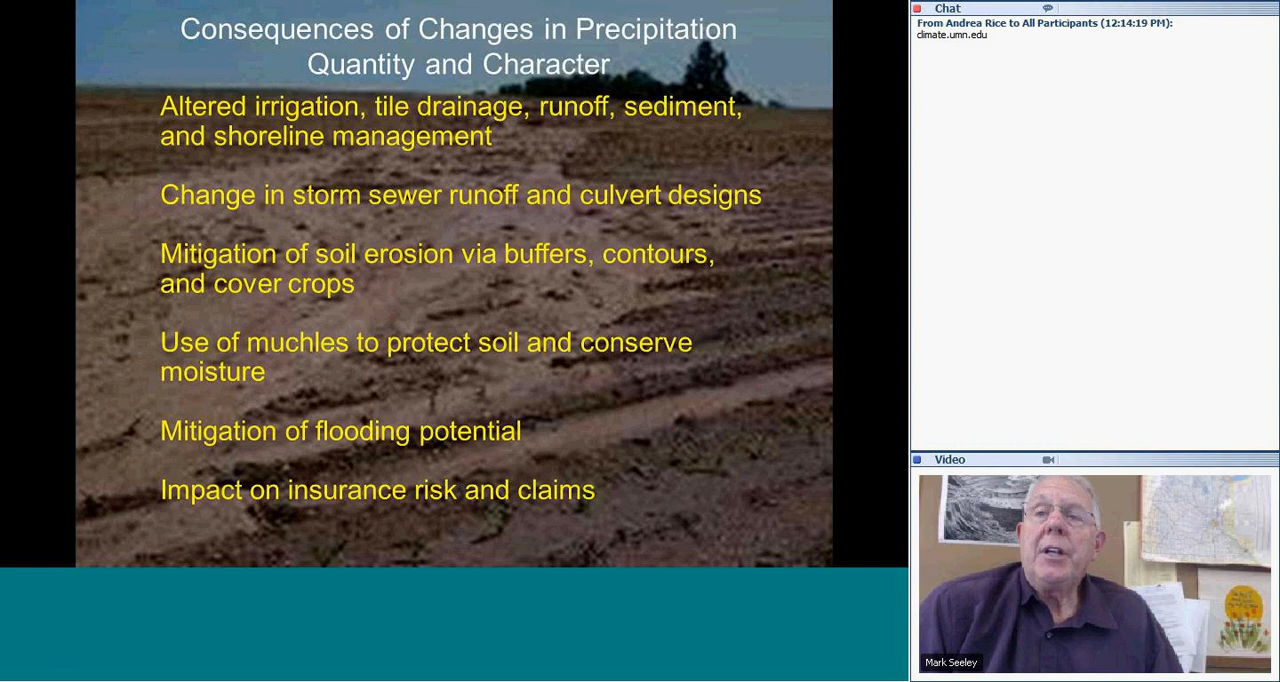 Consequences of Changes in Precipitation
Quantity and Character
Altered irrigation, tile drainage, runoff, sediment,
and shoreline management
Change in storm sewer runoff and culvert designs
Mitigation of soil erosion via buffers, contours,
and cover crops
Use of muchles to protect soil and conserve
moisture
Mitigation of flooding potential
Impact on insurance risk and claims
Chat
From Andrea Rice to All Participants (12:14:19 PM):
climate.umn.edu
Video
Mark Seeley